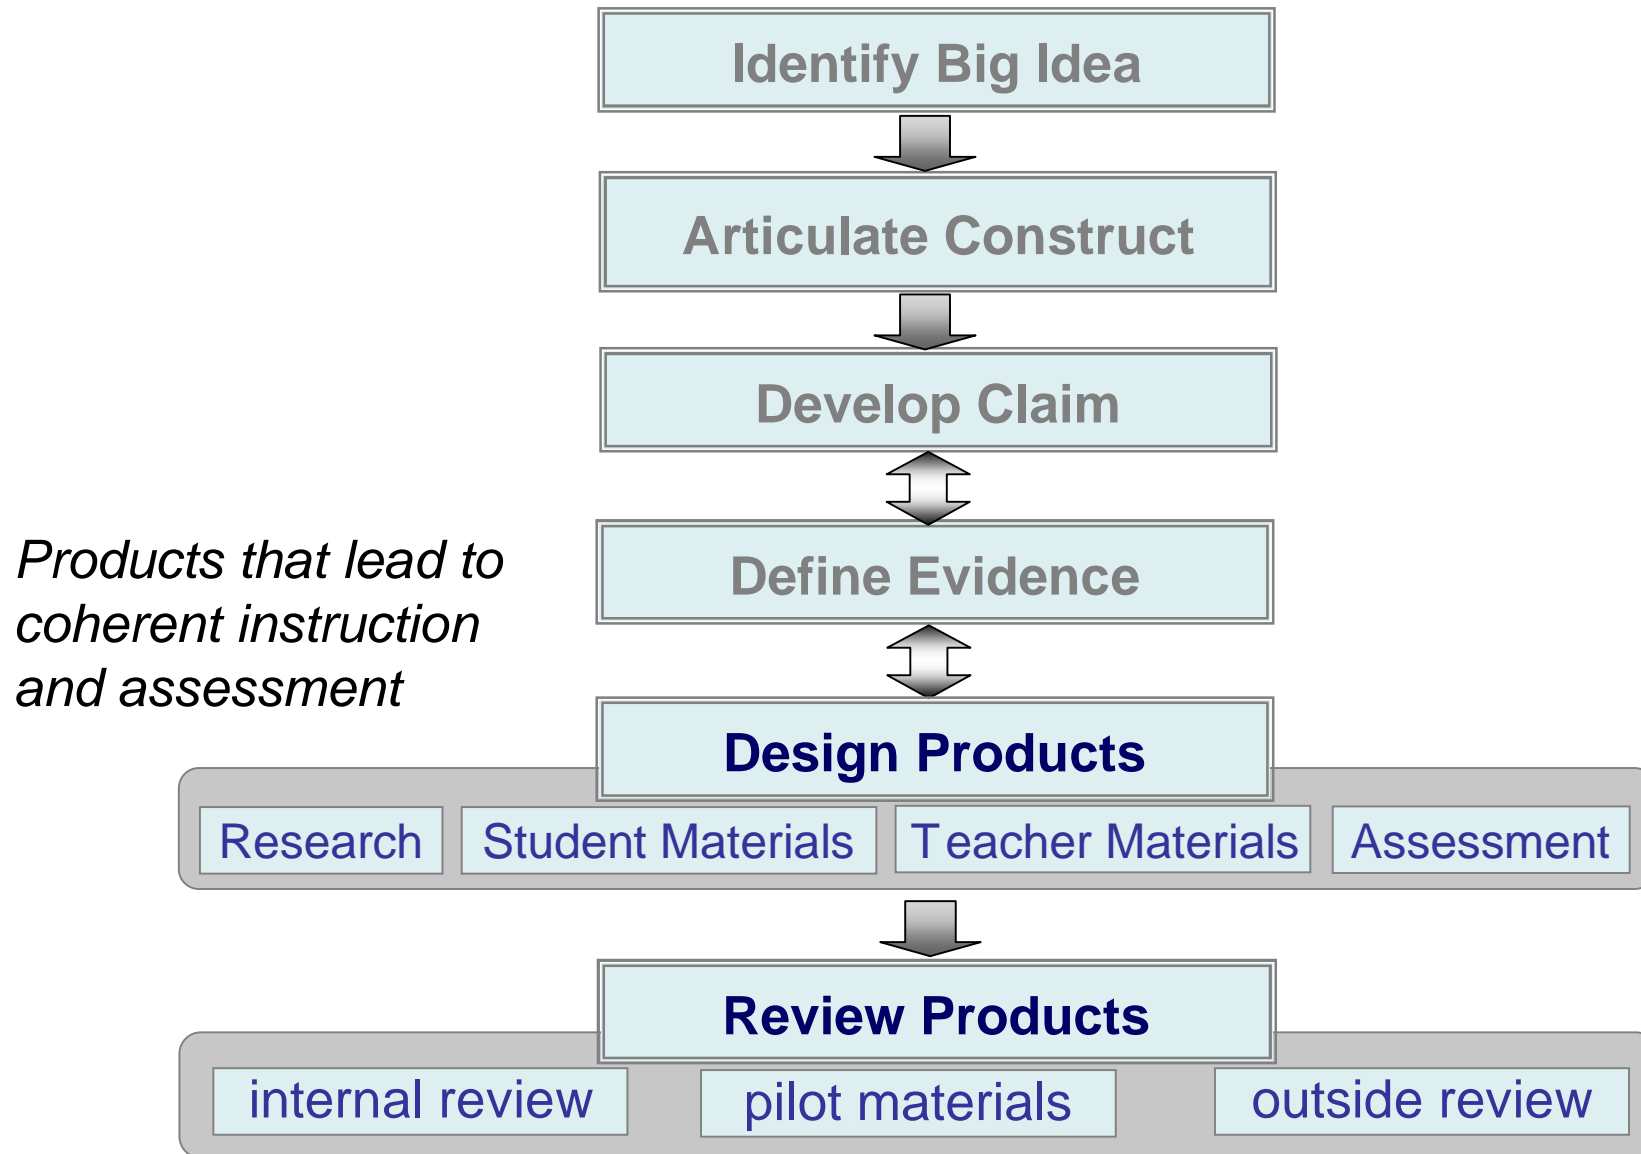 Identify Big Idea
Articulate Construct
Develop Claim
Define Evidence
Products that lead to
coherent instruction
and assessment
Design Products
Research
Student Materials
Teacher Materials
Assessment
Review Products
internal review
pilot materials
outside review